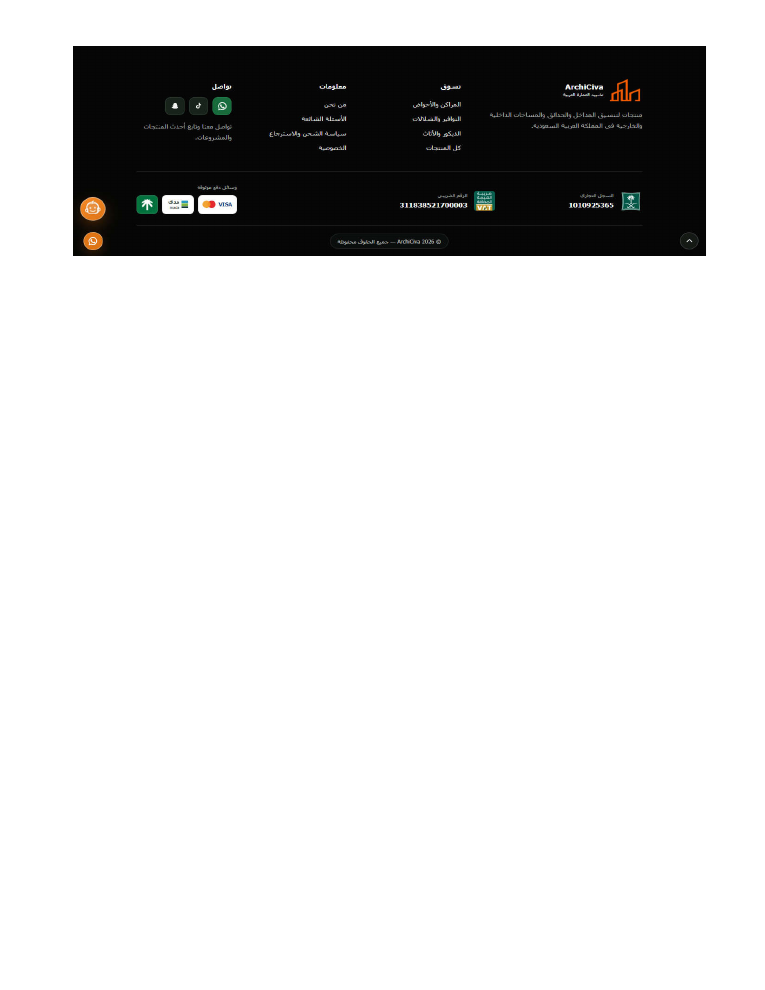 ArchiCiva
تشييد العمارة العربية
منتجات لتنسيق المداخل والحدائق والمساحات الداخلية
والخارجية في المملكة العربية السعودية.
تسوق
المراكن والأحواض
النوافير والشلالات
الديكور والأثاث
كل المنتجات
معلومات
من نحن
الأسئلة الشائعة
سياسة الشحن والاسترجاع
الخصوصية
تواصل
تواصل معنا وتابع أحدث المنتجات
والمشروعات.
السجل التجاري
1010925365
الرقم الضريبي
311838521700003
وسائل دفع موثوقة
VISA
مدى
mada
© 2026 ArchiCiva — جميع الحقوق محفوظة